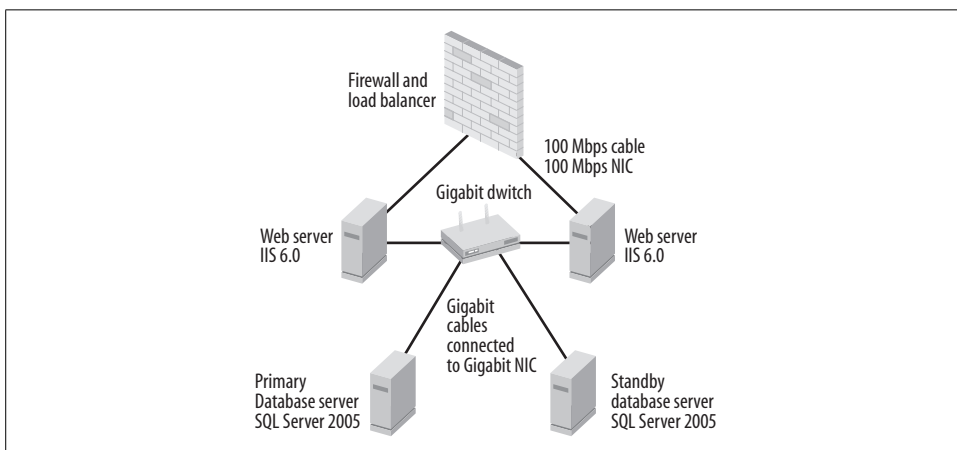 Firewall and
load balancer
100 Mbps cable
100 Mbps NIC
Gigabit dwitch
Web server
IIS 6.0
Web server
IIS 6.0
Gigabit
cables
connected
to Gigabit NIC
Primary
Database server
SQL Server 2005
Standby
database server
SQL Server 2005